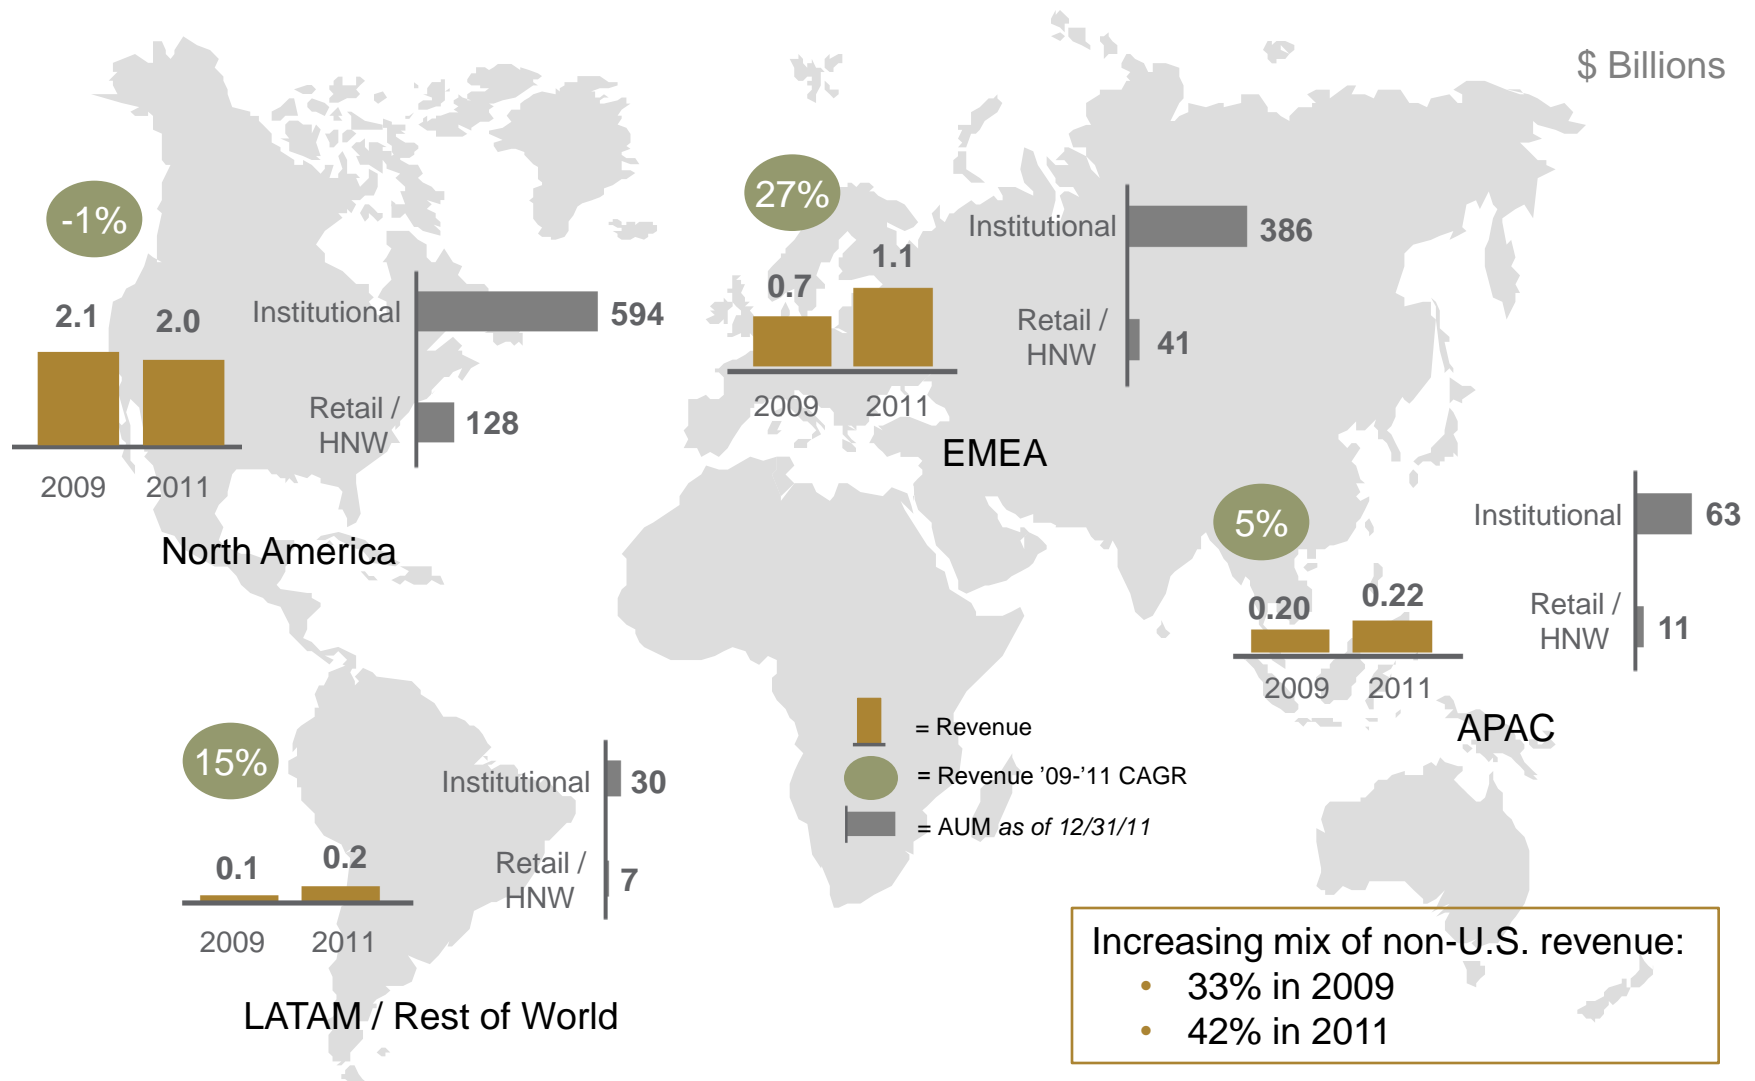 $ Billions
-1%
2.1
2.0
2009
2011
Institutional
594
Retail /
HNW
128
North America
27%
0.7
1.1
2009
2011
Institutional
386
Retail /
HNW
41
EMEA
5%
0.20
0.22
2009
2011
Institutional
63
Retail /
HNW
11
APAC
15%
0.1
0.2
2009
2011
Institutional
30
Retail /
HNW
7
LATAM / Rest of World
= Revenue
= Revenue ’09-’11 CAGR
= AUM as of 12/31/11
Increasing mix of non-U.S. revenue:
• 33% in 2009
• 42% in 2011